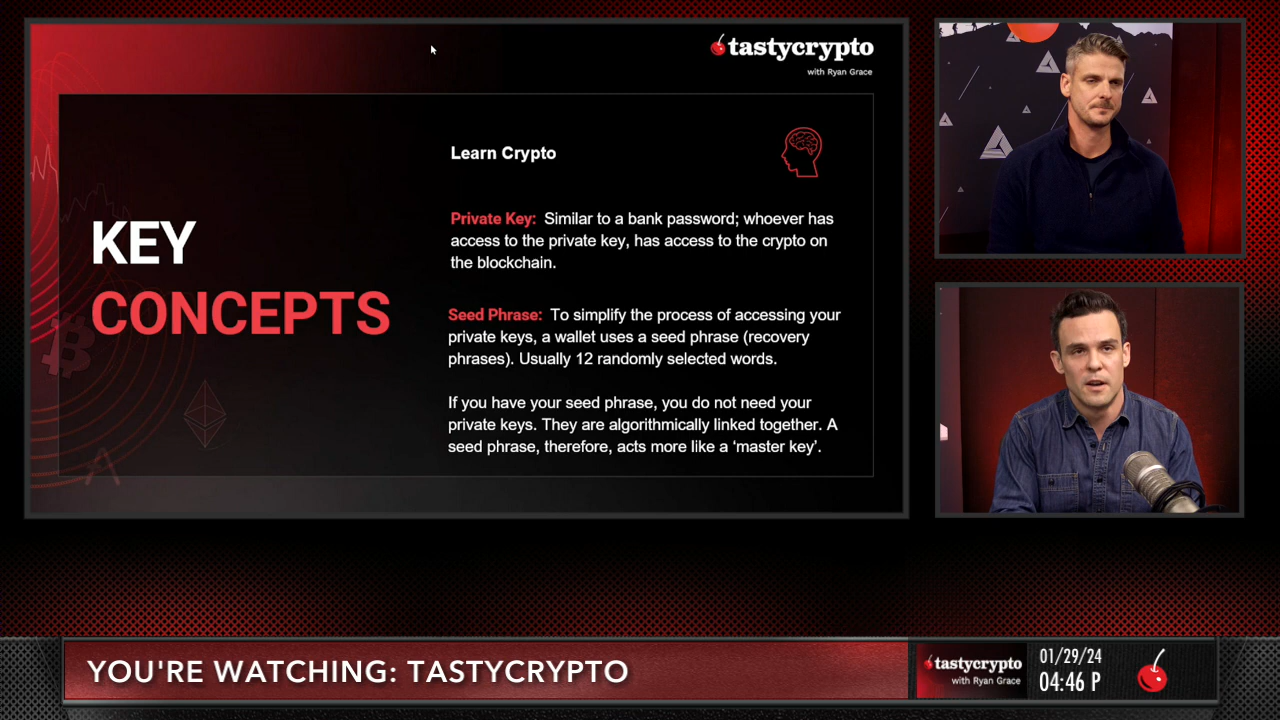 tastycrypto
with Ryan Grace
Learn Crypto
KEY
CONCEPTS
Private Key: Similar to a bank password; whoever has
access to the private key, has access to the crypto on
the blockchain.
Seed Phrase: To simplify the process of accessing your
private keys, a wallet uses a seed phrase (recovery
phrases). Usually 12 randomly selected words.
If you have your seed phrase, you do not need your
private keys. They are algorithmically linked together. A
seed phrase, therefore, acts more like a ‘master key’.
YOU'RE WATCHING: TASTYCRYPTO
tastycrypto
with Ryan Grace
01/29/24
04:46 P